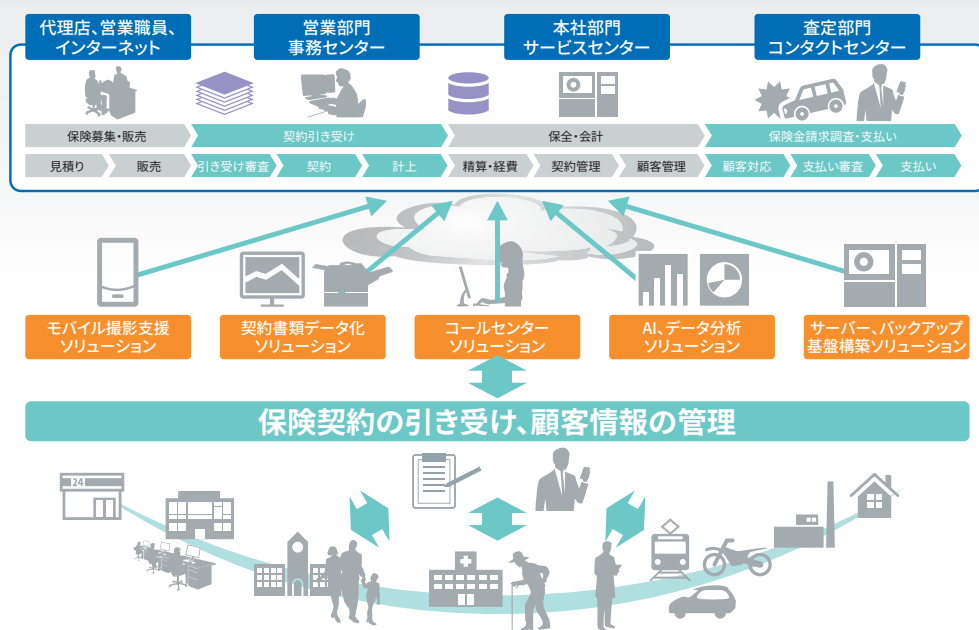 代理店、営業職員、
インターネット
営業部門
事務センター
本社部門
サービスセンター
査定部門
コンタクトセンター
保険募集・販売
契約引き受け
保全・会計
保険金請求調査・支払い
見積り
販売
引き受け審査
契約
計上
精算・経費
契約管理
顧客管理
顧客対応
支払い審査
支払い
モバイル撮影支援
ソリューション
契約書類データ化
ソリューション
コールセンター
ソリューション
AI、データ分析
ソリューション
サーバー、バックアップ
基盤構築ソリューション
保険契約の引き受け、顧客情報の管理
24